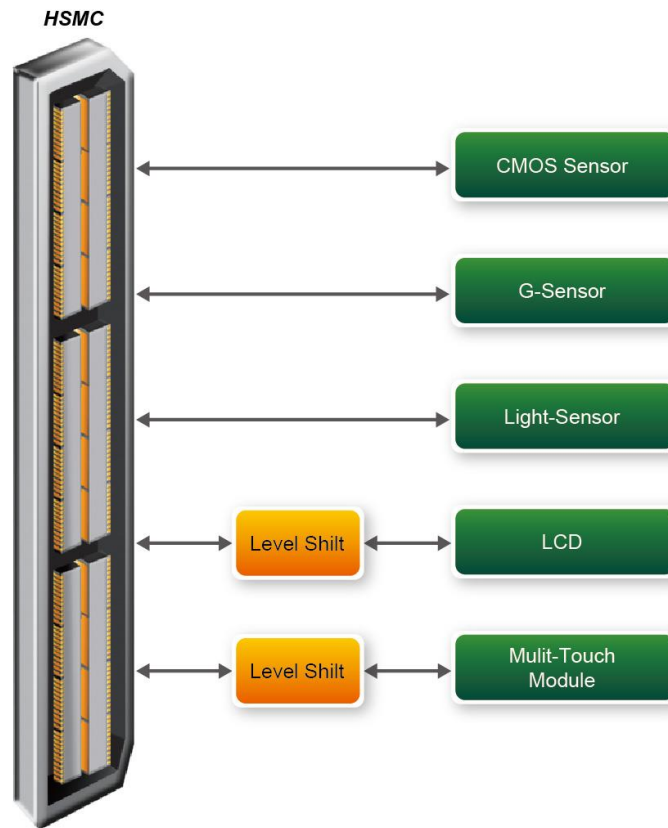 HSMC
CMOS Sensor
G-Sensor
Light-Sensor
Level Shilt
LCD
Level Shilt
Mulit-Touch
Module